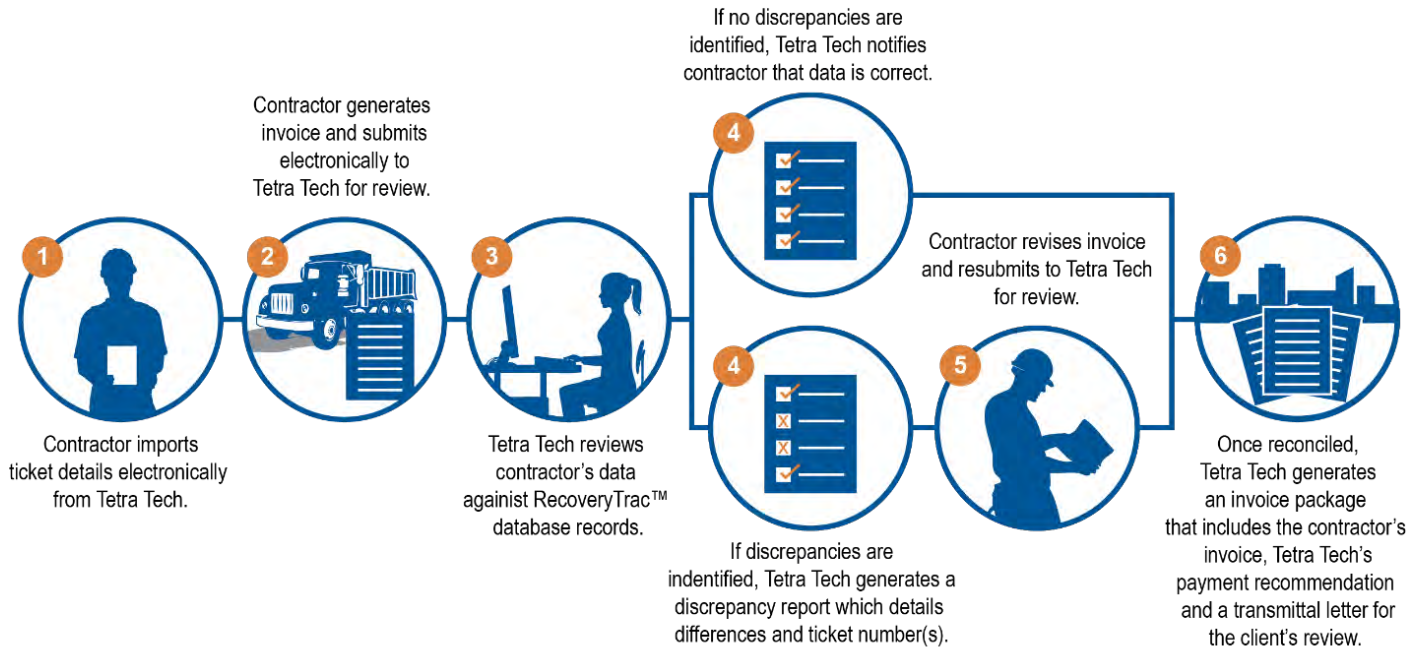 1
Contractor imports
ticket details electronically
from Tetra Tech.
Contractor generates
invoice and submits
electronically to
Tetra Tech for review.
2
3
Tetra Tech reviews
contractor's data
against RecoveryTrac™
database records.
If no discrepancies are
identified, Tetra Tech notifies
contractor that data is correct.
4
4
If discrepancies are
indentified, Tetra Tech generates a
discrepancy report which details
differences and ticket number(s).
Contractor revises invoice
and resubmits to Tetra Tech
for review.
5
6
Once reconciled,
Tetra Tech generates
an invoice package
that includes the contractor's
invoice, Tetra Tech's
payment recommendation
and a transmittal letter for
the client's review.